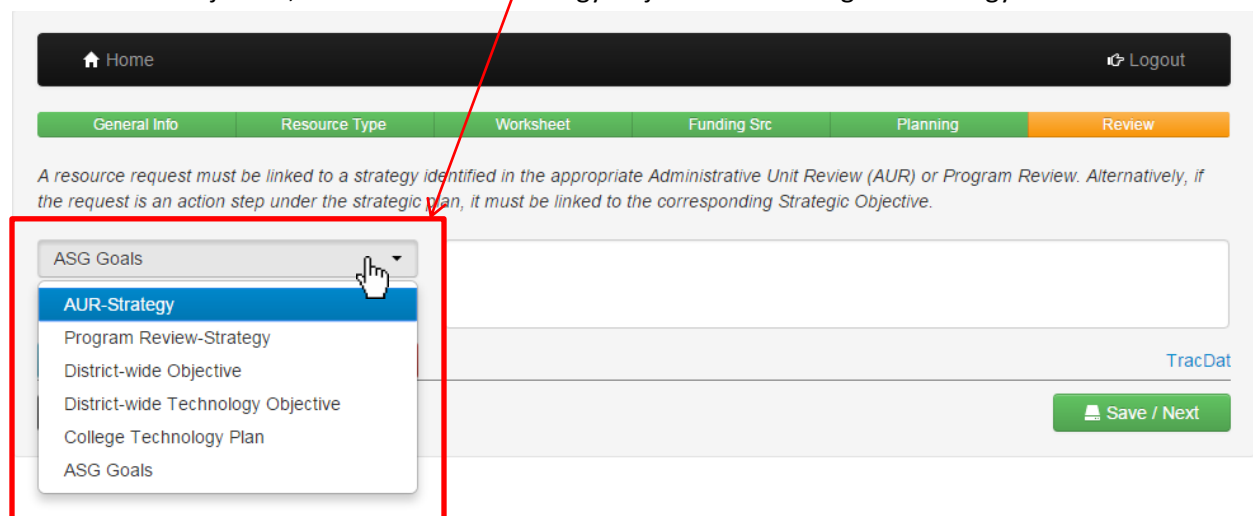 Home
Logout
General Info
Resource Type
Worksheet
Funding Src
Planning
Review
A resource request must be linked to a strategy identified in the appropriate Administrative Unit Review (AUR) or Program Review. Alternatively, if
the request is an action step under the strategic plan, it must be linked to the corresponding Strategic Objective.
ASG Goals
AUR-Strategy
Program Review-Strategy
District-wide Objective
District-wide Technology Objective
College Technology Plan
ASG Goals
TracDat
Save / Next